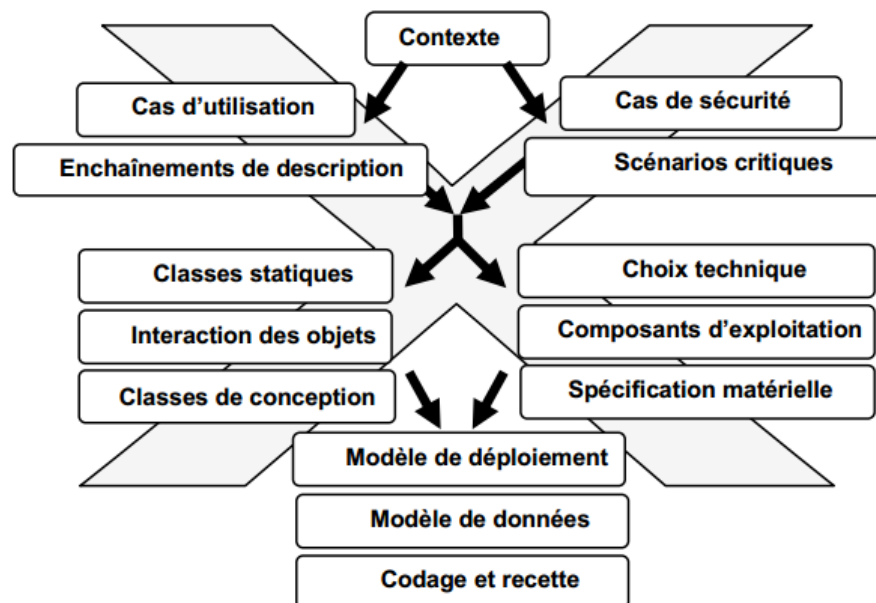 Contexte
Cas d'utilisation
Cas de sécurité
Enchaînements de description
Scénarios critiques
Classes statiques
Choix technique
Interaction des objets
Composants d'exploitation
Classes de conception
Spécification matérielle
Modèle de déploiement
Modèle de données
Codage et recette